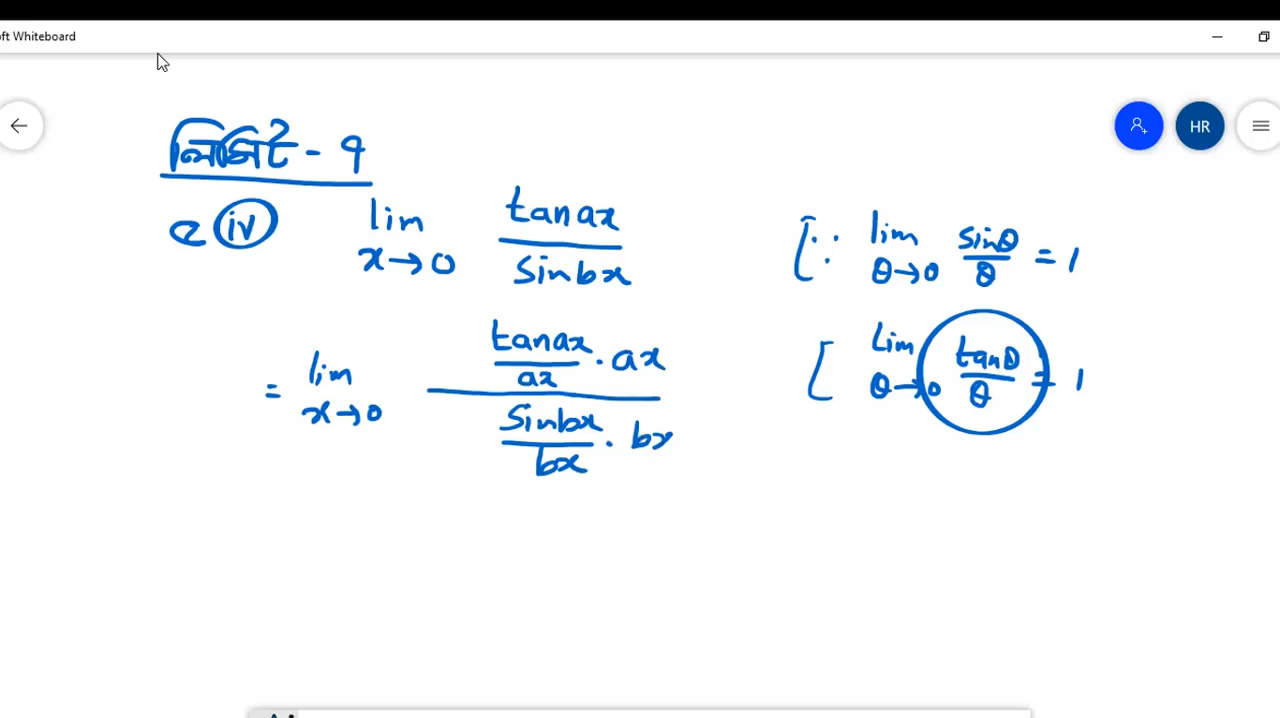 oft Whiteboard
লিমিট - ৭
HR
৫ (iv) lim x→0 tanax / sinbx [∵ lim θ→0 sinθ/θ = 1
= lim x→0 (tanax/ax · ax) / (sinbx/bx · bx) [ Lim θ→0 tanθ/θ = 1